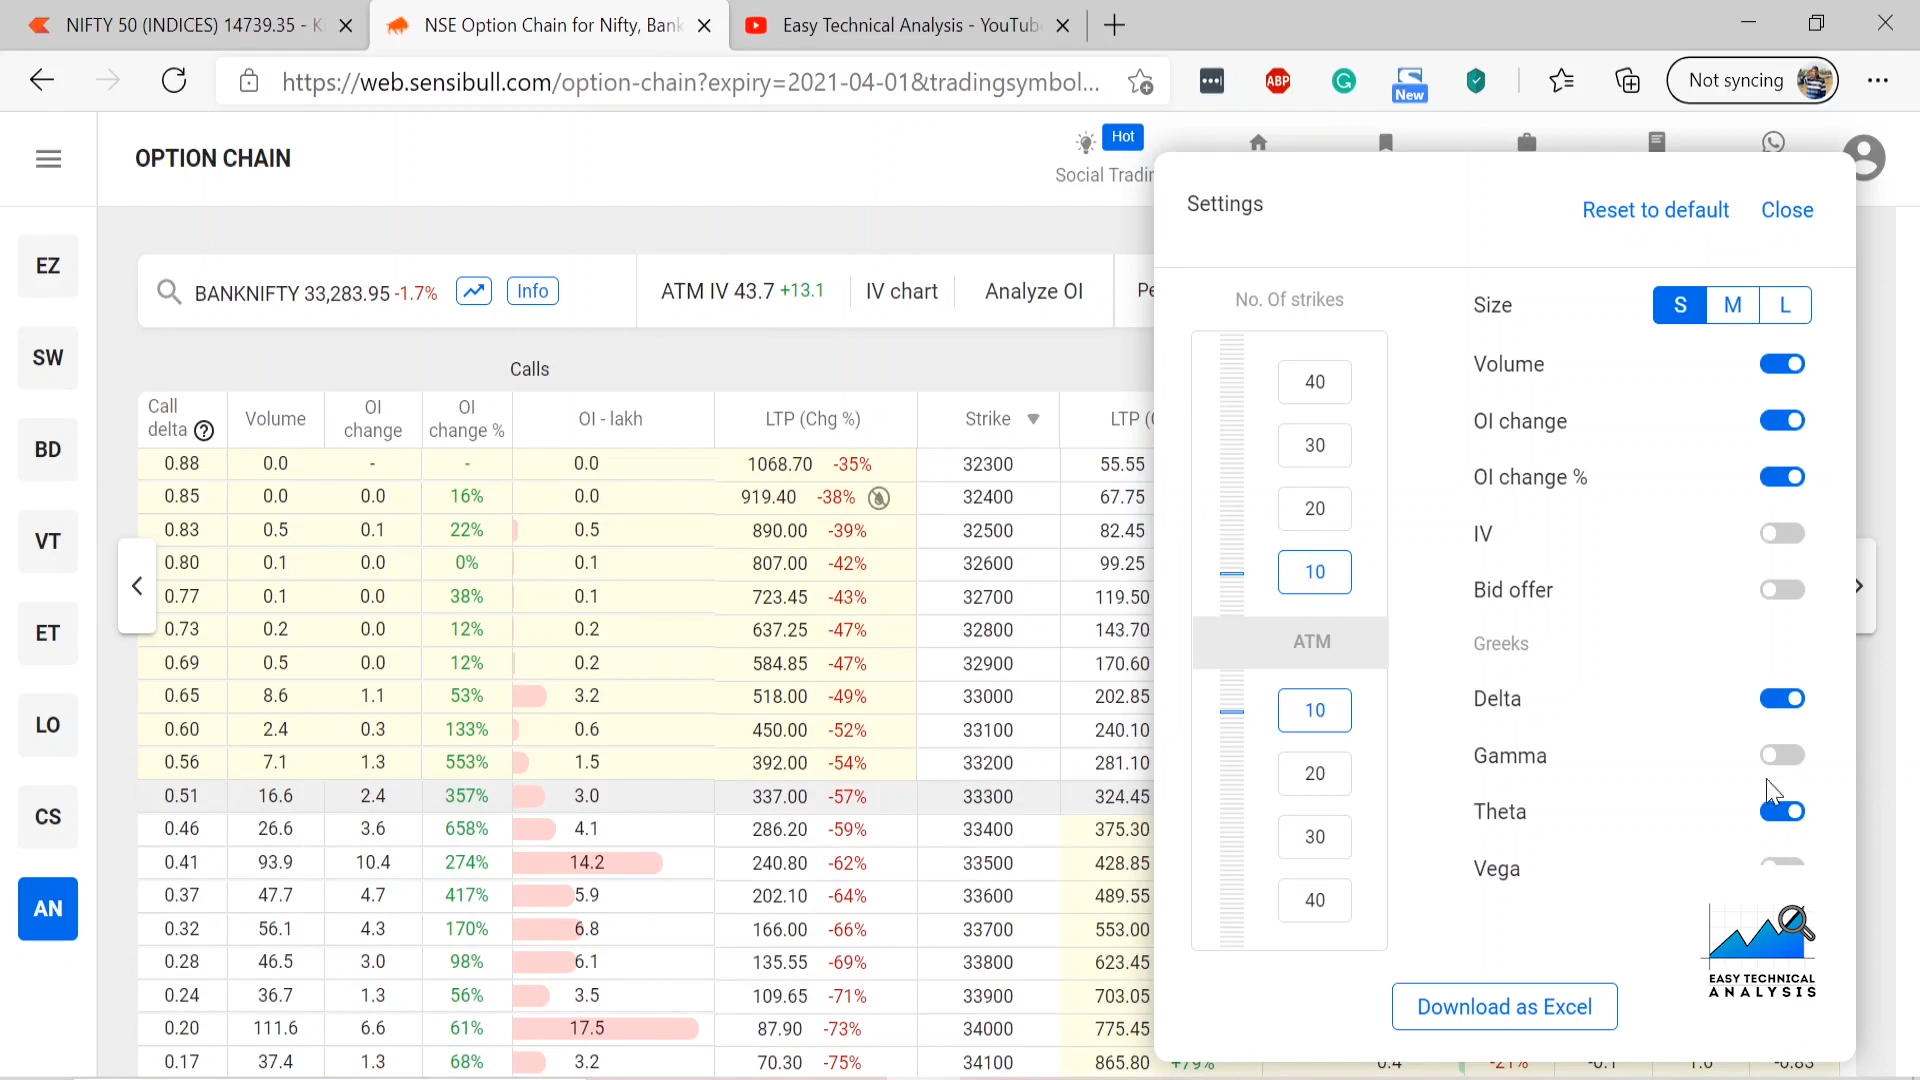 NIFTY 50 (INDICES) 14739.35 - K
NSE Option Chain for Nifty, Bank
Easy Technical Analysis - YouTube
https://web.sensibull.com/option-chain?expiry=2021-04-01&tradingsymbol...
ABP
New
Not syncing
OPTION CHAIN
Hot
Social Tradin
EZ
SW
BD
VT
ET
LO
CS
AN
BANKNIFTY 33,283.95 -1.7%
Info
ATM IV 43.7 +13.1
IV chart
Analyze OI
Pe
Calls
Call delta
Volume
OI change
OI change %
OI - lakh
LTP (Chg %)
Strike
LTP (
0.88 0.0 - - 0.0 1068.70 -35% 32300 55.55
0.85 0.0 0.0 16% 0.0 919.40 -38% 32400 67.75
0.83 0.5 0.1 22% 0.5 890.00 -39% 32500 82.45
0.80 0.1 0.0 0% 0.1 807.00 -42% 32600 99.25
0.77 0.1 0.0 38% 0.1 723.45 -43% 32700 119.50
0.73 0.2 0.0 12% 0.2 637.25 -47% 32800 143.70
0.69 0.5 0.0 12% 0.2 584.85 -47% 32900 170.60
0.65 8.6 1.1 53% 3.2 518.00 -49% 33000 202.85
0.60 2.4 0.3 133% 0.6 450.00 -52% 33100 240.10
0.56 7.1 1.3 553% 1.5 392.00 -54% 33200 281.10
0.51 16.6 2.4 357% 3.0 337.00 -57% 33300 324.45
0.46 26.6 3.6 658% 4.1 286.20 -59% 33400 375.30
0.41 93.9 10.4 274% 14.2 240.80 -62% 33500 428.85
0.37 47.7 4.7 417% 5.9 202.10 -64% 33600 489.55
0.32 56.1 4.3 170% 6.8 166.00 -66% 33700 553.00
0.28 46.5 3.0 98% 6.1 135.55 -69% 33800 623.45
0.24 36.7 1.3 56% 3.5 109.65 -71% 33900 703.05
0.20 111.6 6.6 61% 17.5 87.90 -73% 34000 775.45
0.17 37.4 1.3 68% 3.2 70.30 -75% 34100 865.80 +79% 0.4 -21% -0.1 1.0 -0.83
Settings
Reset to default
Close
No. Of strikes
40
30
20
10
ATM
10
20
30
40
Size
S M L
Volume
OI change
OI change %
IV
Bid offer
Greeks
Delta
Gamma
Theta
Vega
EASY TECHNICAL
ANALYSIS
Download as Excel